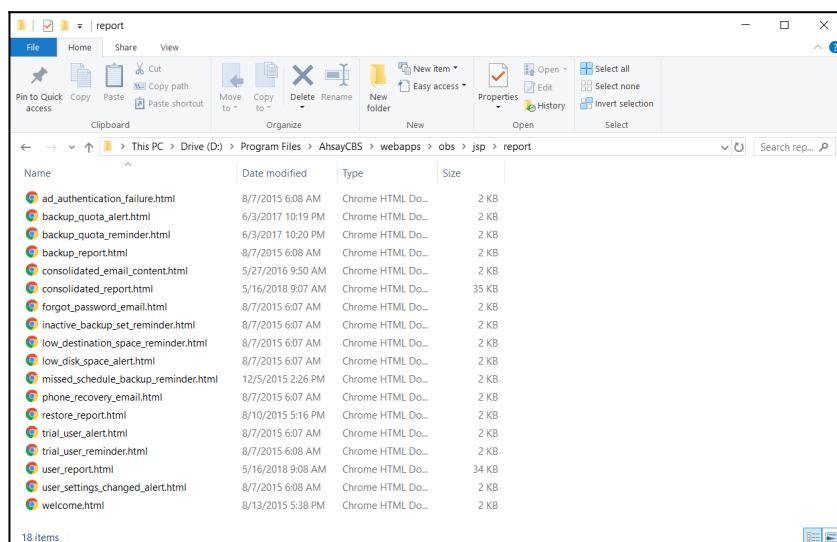 report
File Home Share View
Pin to Quick access
Copy
Paste
Cut
Copy path
Paste shortcut
Clipboard
Move to
Copy to
Delete
Rename
Organize
New folder
New item
Easy access
New
Properties
Open
Edit
History
Open
Select all
Select none
Invert selection
Select
This PC > Drive (D:) > Program Files > AhsayCBS > webapps > obs > jsp > report
Search rep...
Name Date modified Type Size
ad_authentication_failure.html 8/7/2015 6:08 AM Chrome HTML Do... 2 KB
backup_quota_alert.html 6/3/2017 10:19 PM Chrome HTML Do... 2 KB
backup_quota_reminder.html 6/3/2017 10:20 PM Chrome HTML Do... 2 KB
backup_report.html 8/7/2015 6:08 AM Chrome HTML Do... 2 KB
consolidated_email_content.html 5/27/2016 9:50 AM Chrome HTML Do... 2 KB
consolidated_report.html 5/16/2018 9:07 AM Chrome HTML Do... 35 KB
forgot_password_email.html 8/7/2015 6:07 AM Chrome HTML Do... 2 KB
inactive_backup_set_reminder.html 8/7/2015 6:07 AM Chrome HTML Do... 2 KB
low_destination_space_reminder.html 8/7/2015 6:07 AM Chrome HTML Do... 2 KB
low_disk_space_alert.html 8/7/2015 6:07 AM Chrome HTML Do... 2 KB
missed_schedule_backup_reminder.html 12/5/2015 2:26 PM Chrome HTML Do... 2 KB
phone_recovery_email.html 8/7/2015 6:07 AM Chrome HTML Do... 2 KB
restore_report.html 8/10/2015 5:16 PM Chrome HTML Do... 2 KB
trial_user_alert.html 8/7/2015 6:07 AM Chrome HTML Do... 2 KB
trial_user_reminder.html 8/7/2015 6:08 AM Chrome HTML Do... 2 KB
user_report.html 5/16/2018 9:08 AM Chrome HTML Do... 34 KB
user_settings_changed_alert.html 8/7/2015 6:08 AM Chrome HTML Do... 2 KB
welcome.html 8/13/2015 5:38 PM Chrome HTML Do... 2 KB
18 items